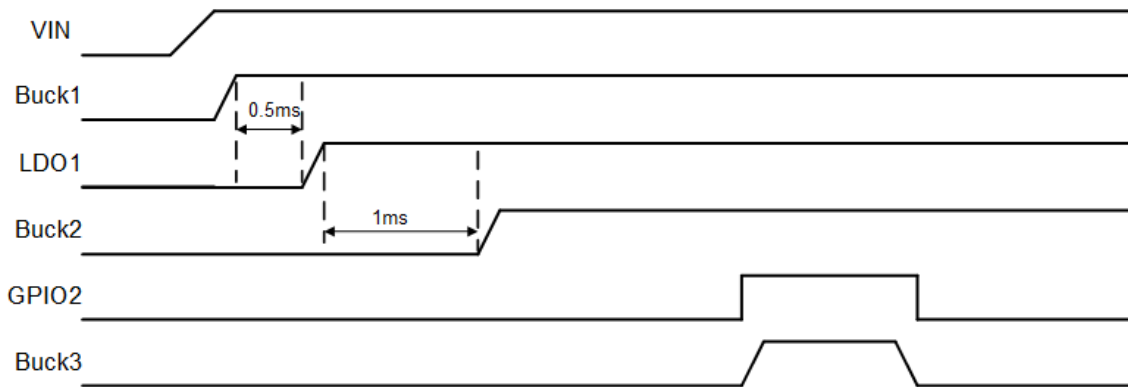 VIN
Buck1
0.5ms
LDO1
1ms
Buck2
GPIO2
Buck3